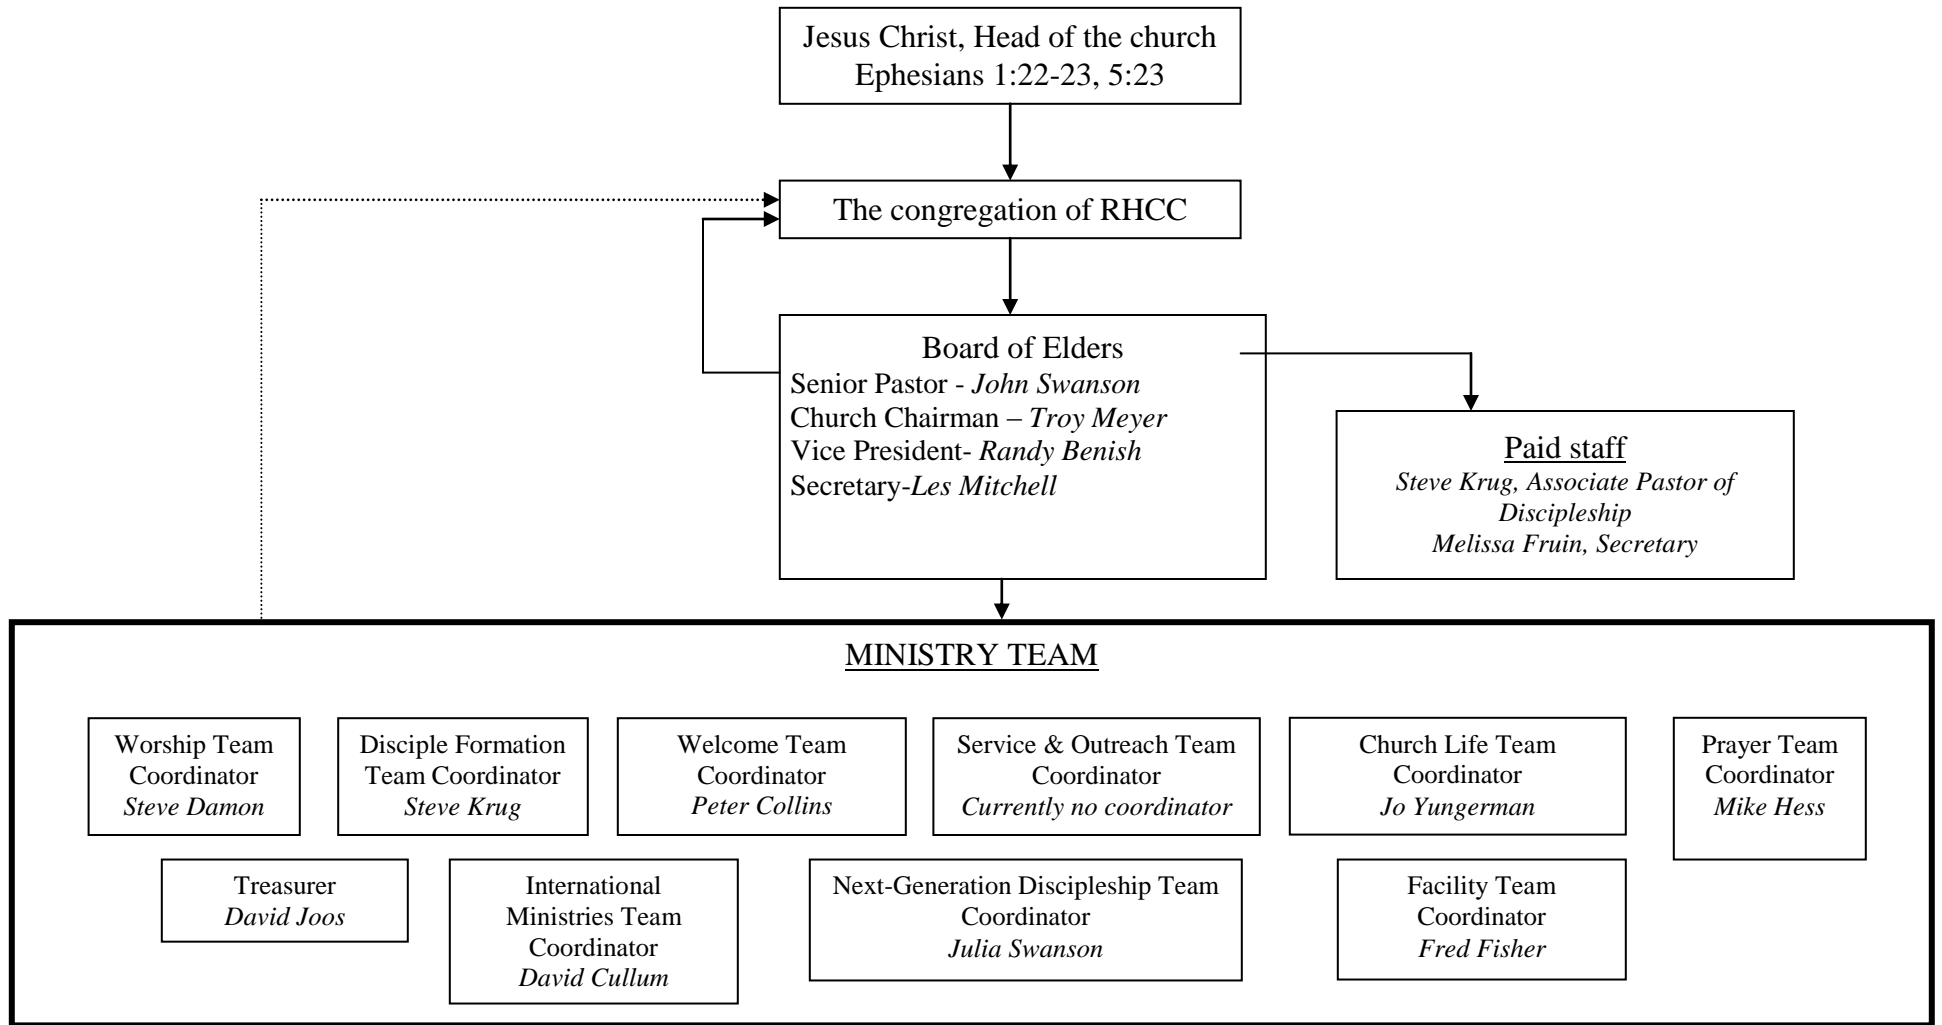 Jesus Christ, Head of the church
Ephesians 1:22-23, 5:23
The congregation of RHCC
Board of Elders
Senior Pastor - John Swanson
Church Chairman – Troy Meyer
Vice President- Randy Benish
Secretary-Les Mitchell
Paid staff
Steve Krug, Associate Pastor of
Discipleship
Melissa Fruin, Secretary
MINISTRY TEAM
Worship Team
Coordinator
Steve Damon
Disciple Formation
Team Coordinator
Steve Krug
Welcome Team
Coordinator
Peter Collins
Service & Outreach Team
Coordinator
Currently no coordinator
Church Life Team
Coordinator
Jo Yungerman
Prayer Team
Coordinator
Mike Hess
Treasurer
David Joos
International
Ministries Team
Coordinator
David Cullum
Next-Generation Discipleship Team
Coordinator
Julia Swanson
Facility Team
Coordinator
Fred Fisher